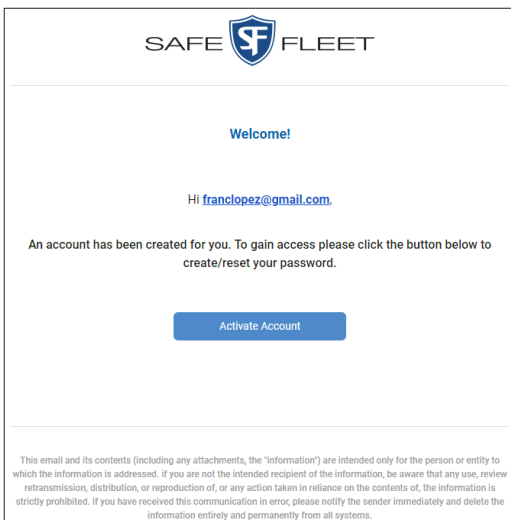 SAFE SF FLEET
Welcome!
Hi franclopez@gmail.com,
An account has been created for you. To gain access please click the button below to
create/reset your password.
Activate Account
This email and its contents (including any attachments, the "information") are intended only for the person or entity to
which the information is addressed. if you are not the intended recipient of the information, be aware that any use, review
retransmission, distribution, or reproduction of, or any action taken in reliance on the contents of, the information is
strictly prohibited. if you have received this communication in error, please notify the sender immediately and delete the
information entirely and permanently from all systems.